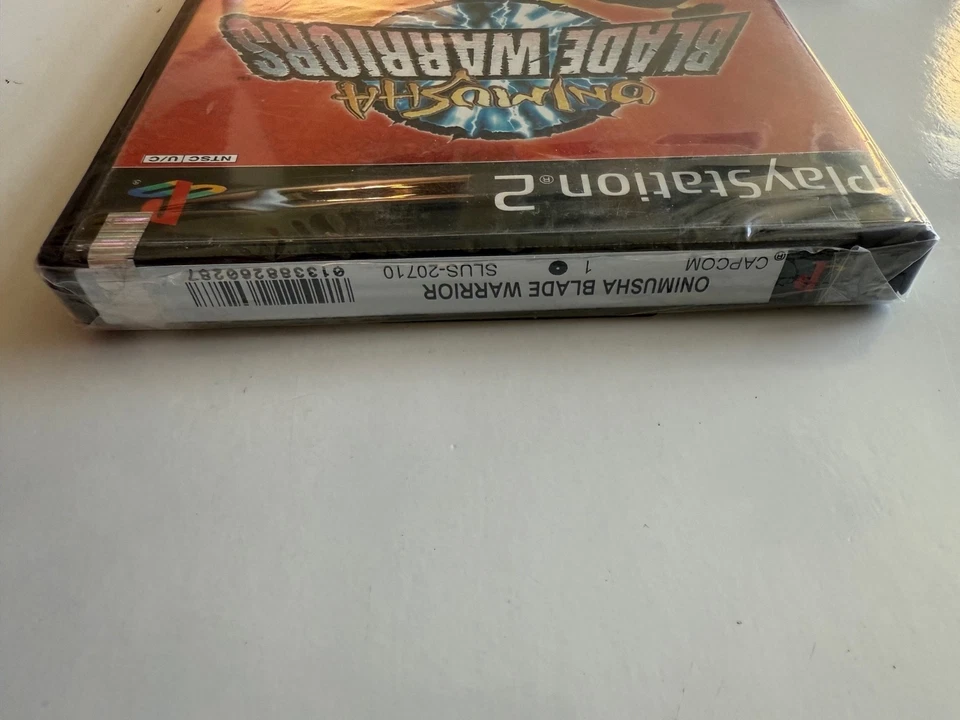 ONIMUSHA BLADE WARRIOR
CAPCOM® 1 SLUS-20710 013388260287
PlayStation®2
NTSC U/C
ONIMUSHA
BLADE WARRIORS